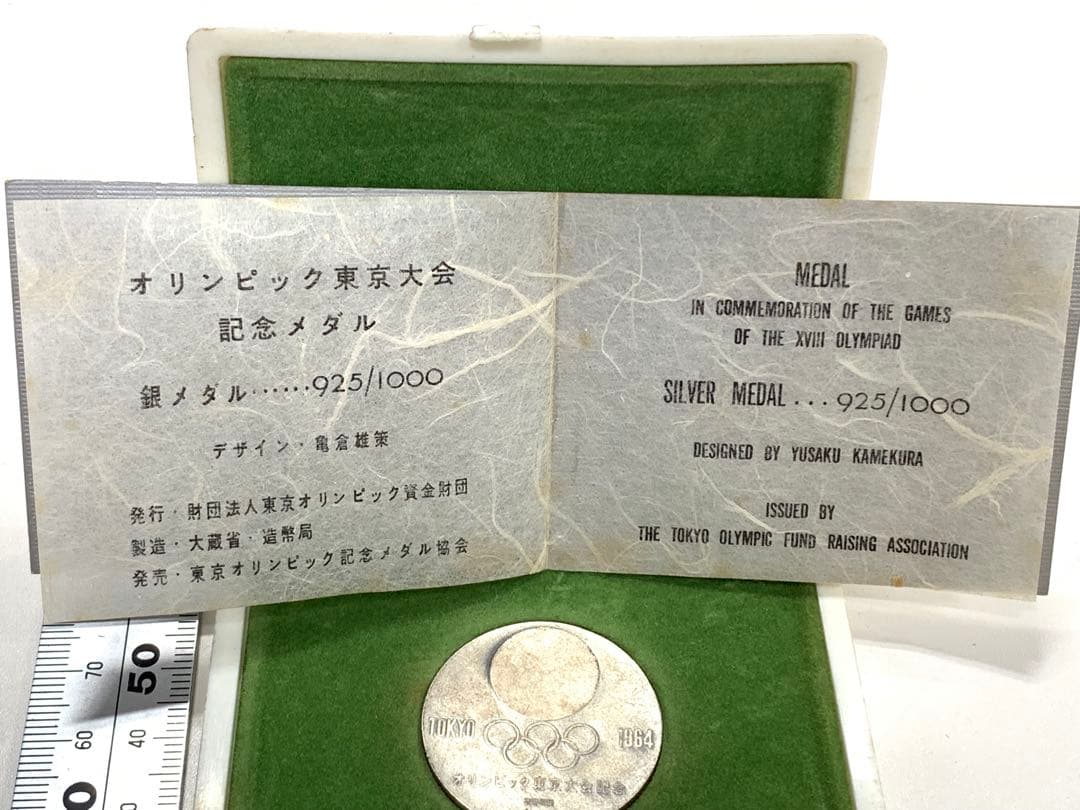 オリンピック東京大会
記念メダル
銀メダル……925/1000
デザイン・亀倉雄策
発行・財団法人東京オリンピック資金財団
製造・大蔵省・造幣局
発売・東京オリンピック記念メダル協会
MEDAL
IN COMMEMORATION OF THE GAMES
OF THE XVIII OLYMPIAD
SILVER MEDAL...925/1000
DESIGNED BY YUSAKU KAMEKURA
ISSUED BY
THE TOKYO OLYMPIC FUND RAISING ASSOCIATION
TOKYO 1964
オリンピック東京大会記念
70 50
60 40